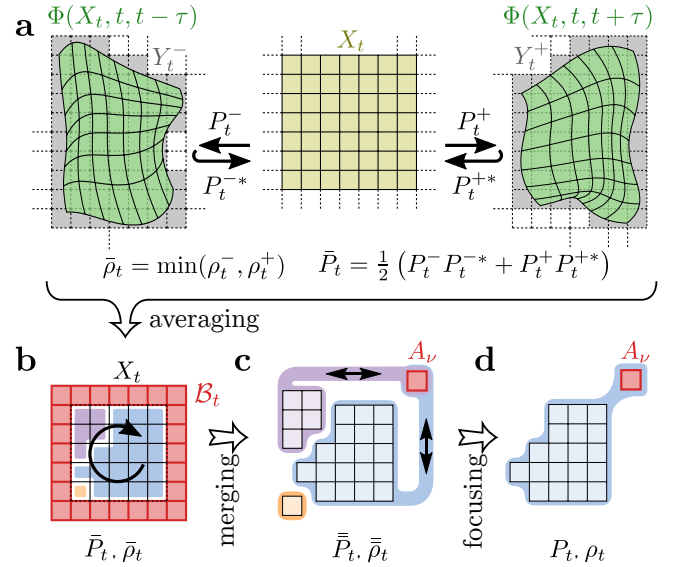 a
Φ(X_t, t, t − τ)
Φ(X_t, t, t + τ)
Y_t^-
X_t
Y_t^+
P_t^-
P_t^{-*}
P_t^+
P_t^{+*}
ρ̄_t = min(ρ_t^-, ρ_t^+)
P̄_t = ½ (P_t^- P_t^{-*} + P_t^+ P_t^{+*})
averaging
b
X_t
B_t
P̄_t, ρ̄_t
merging
c
A_ν
P̿_t, ρ̿_t
focusing
d
A_ν
P_t, ρ_t